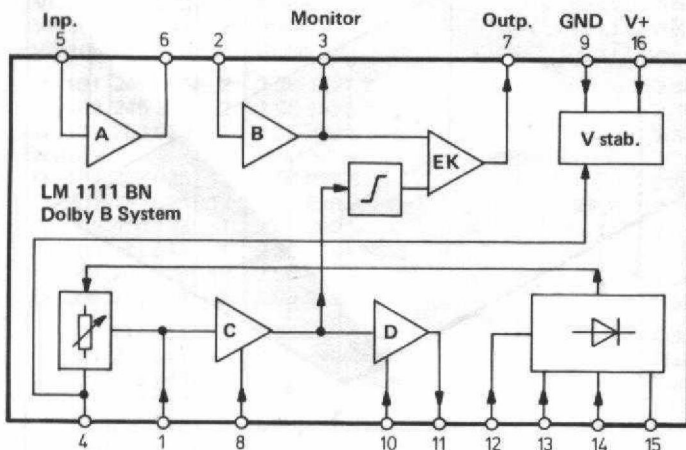 Inp. Monitor Outp. GND V+
5 6 2 3 7 9 16
A B EK V stab.
LM 1111 BN
Dolby B System
C D
4 1 8 10 11 12 13 14 15